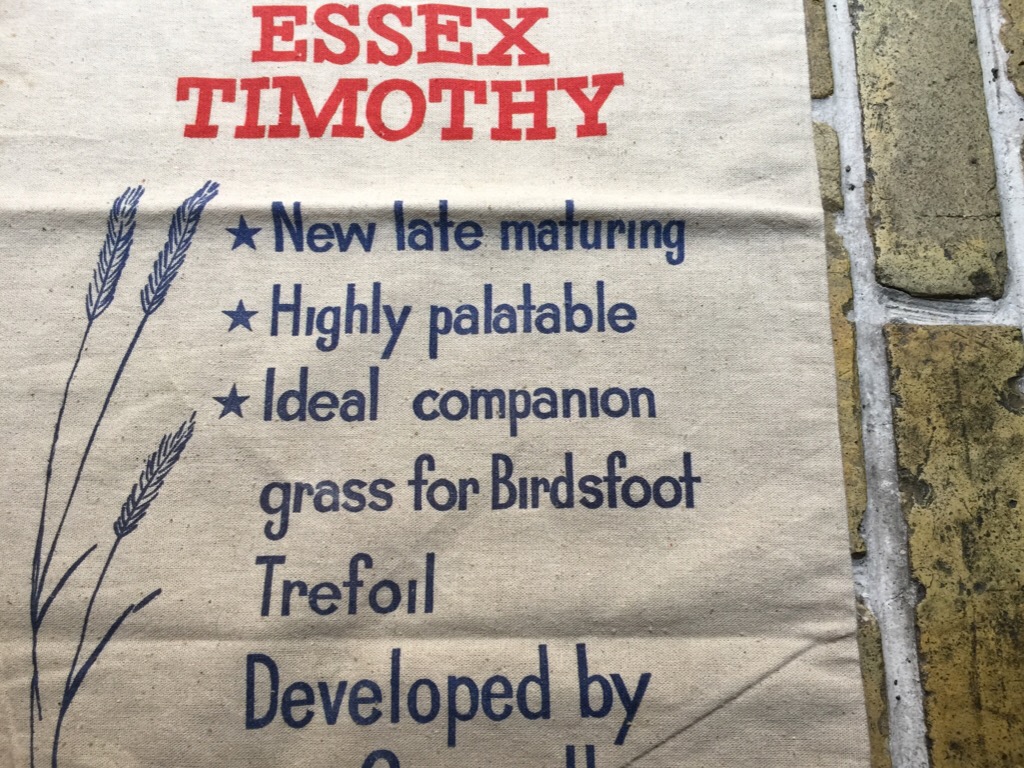 ESSEX
TIMOTHY
★ New late maturing
★ Highly palatable
★ Ideal companion
grass for Birdsfoot
Trefoil
Developed by